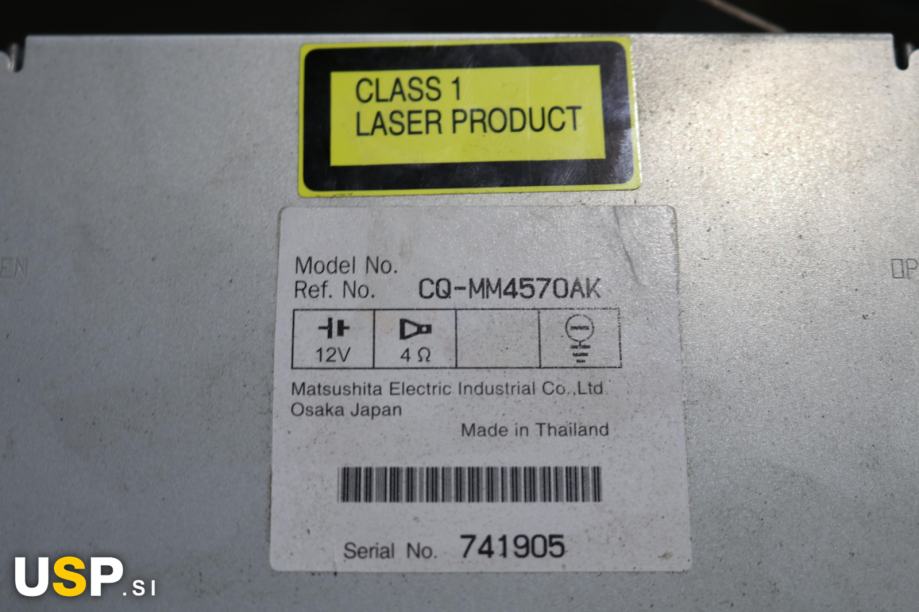 CLASS 1
LASER PRODUCT
Model No.
Ref. No. CQ-MM4570AK
12V 4 Ω
Matsushita Electric Industrial Co.,Ltd.
Osaka Japan
Made in Thailand
Serial No. 741905
USP.SI